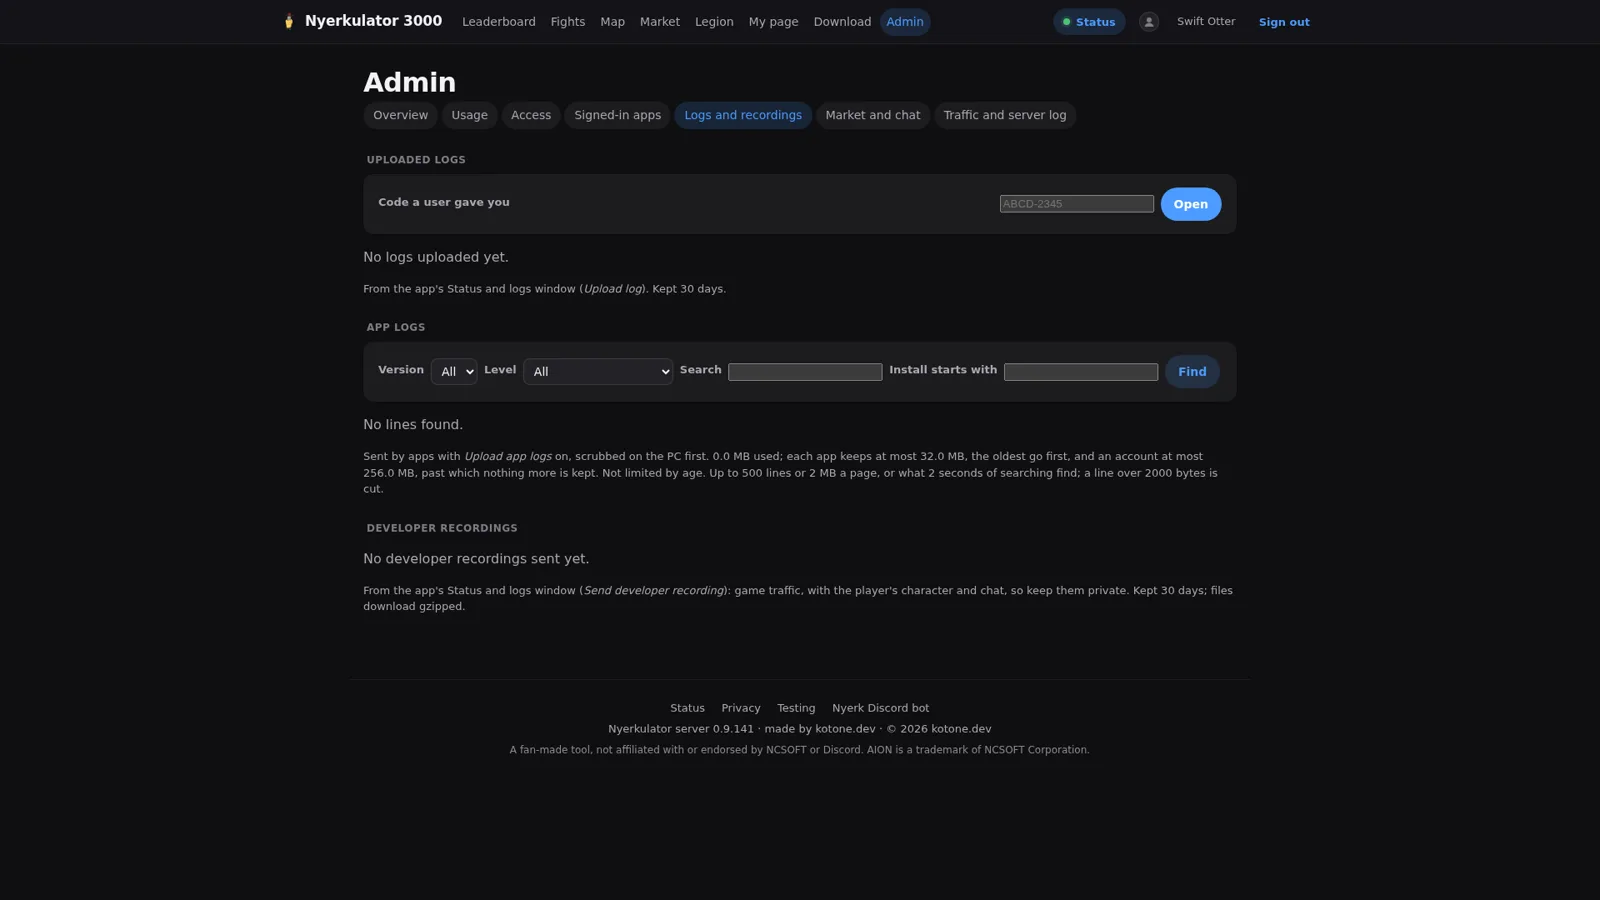 Nyerkulator 3000 Leaderboard Fights Map Market Legion My page Download Admin Status Swift Otter Sign out
Admin
Overview Usage Access Signed-in apps Logs and recordings Market and chat Traffic and server log
UPLOADED LOGS
Code a user gave you ABCD-2345 Open
No logs uploaded yet.
From the app's Status and logs window (Upload log). Kept 30 days.
APP LOGS
Version All Level All Search Install starts with Find
No lines found.
Sent by apps with Upload app logs on, scrubbed on the PC first. 0.0 MB used; each app keeps at most 32.0 MB, the oldest go first, and an account at most
256.0 MB, past which nothing more is kept. Not limited by age. Up to 500 lines or 2 MB a page, or what 2 seconds of searching find; a line over 2000 bytes is
cut.
DEVELOPER RECORDINGS
No developer recordings sent yet.
From the app's Status and logs window (Send developer recording): game traffic, with the player's character and chat, so keep them private. Kept 30 days; files
download gzipped.
Status Privacy Testing Nyerk Discord bot
Nyerkulator server 0.9.141 · made by kotone.dev · © 2026 kotone.dev
A fan-made tool, not affiliated with or endorsed by NCSOFT or Discord. AION is a trademark of NCSOFT Corporation.